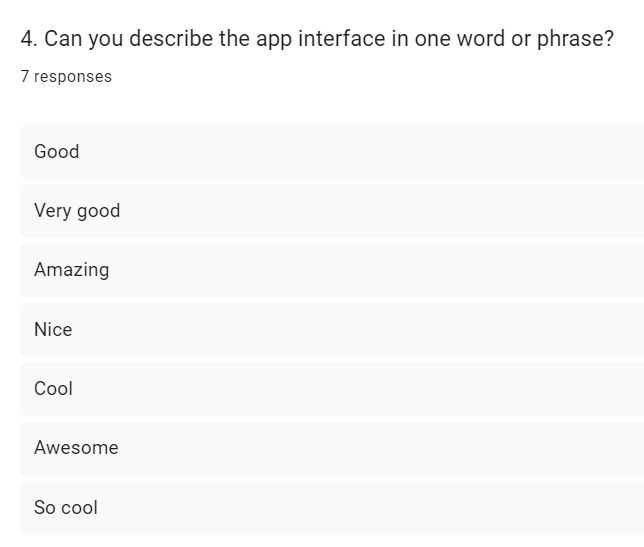 4. Can you describe the app interface in one word or phrase?
7 responses
Good
Very good
Amazing
Nice
Cool
Awesome
So cool